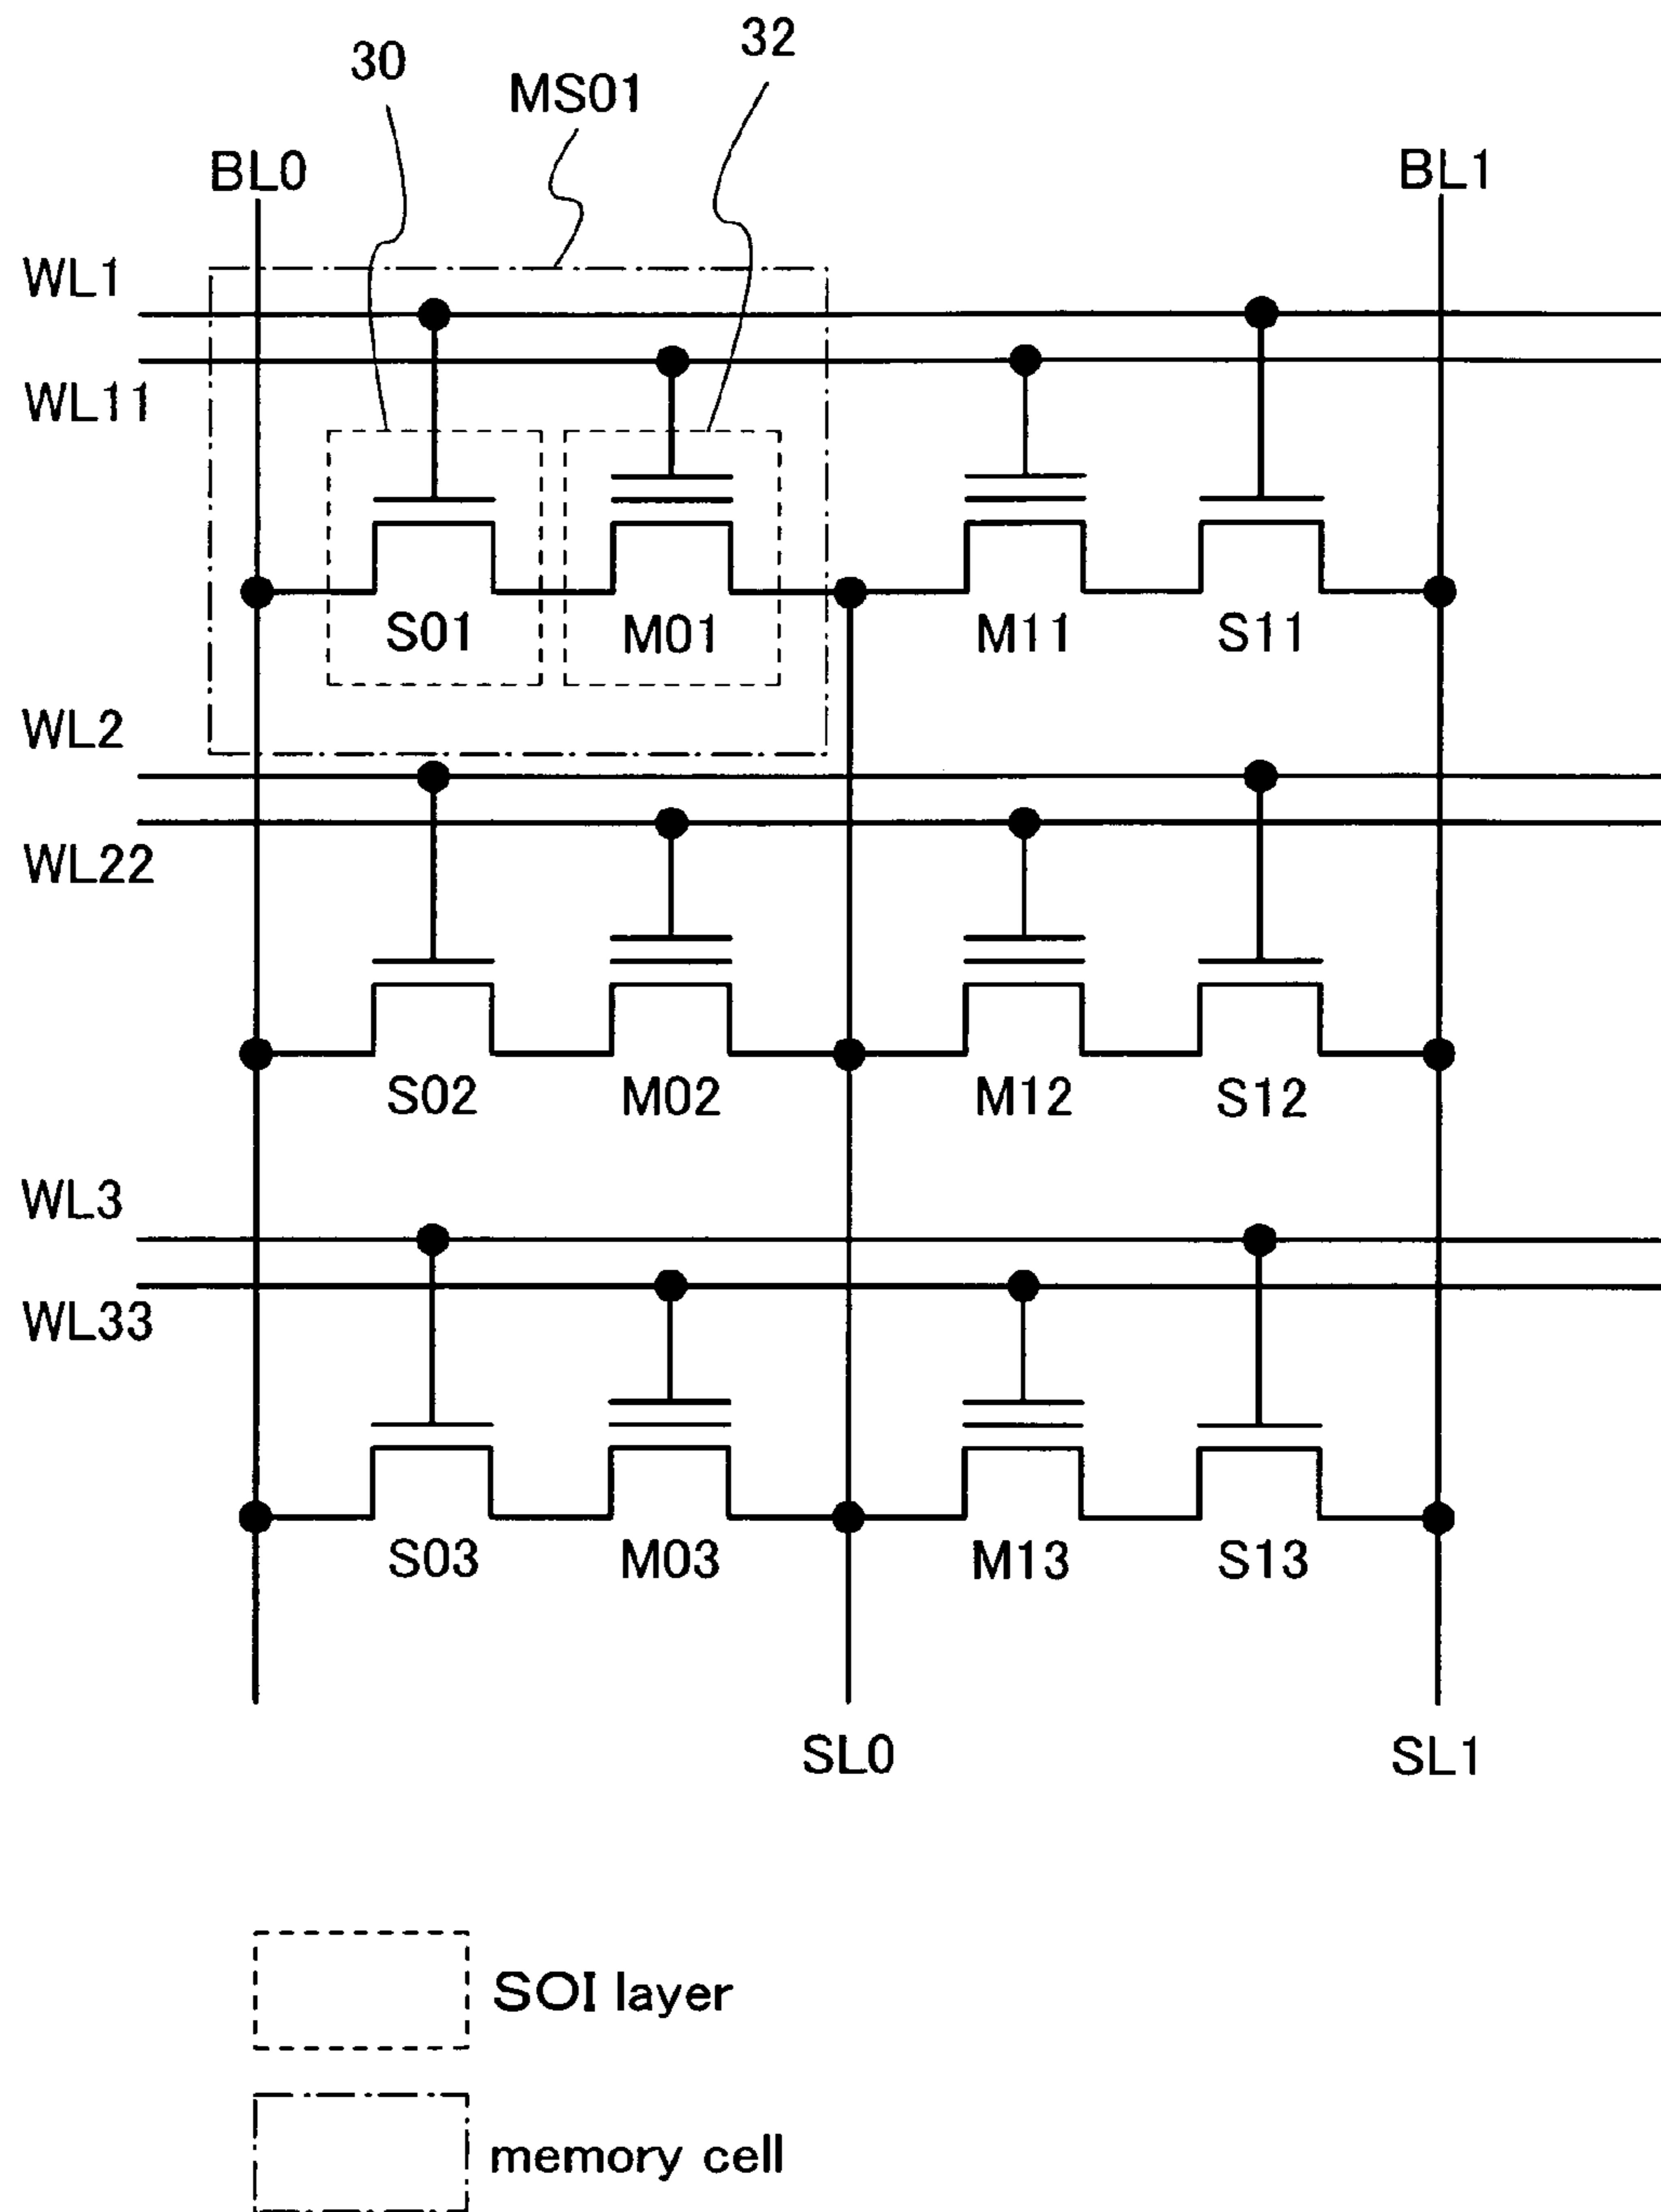 30
MS01
32
BL0
BL1
WL1
WL11
S01
M01
M11
S11
WL2
WL22
S02
M02
M12
S12
WL3
WL33
S03
M03
M13
S13
SL0
SL1
SOI layer
memory cell